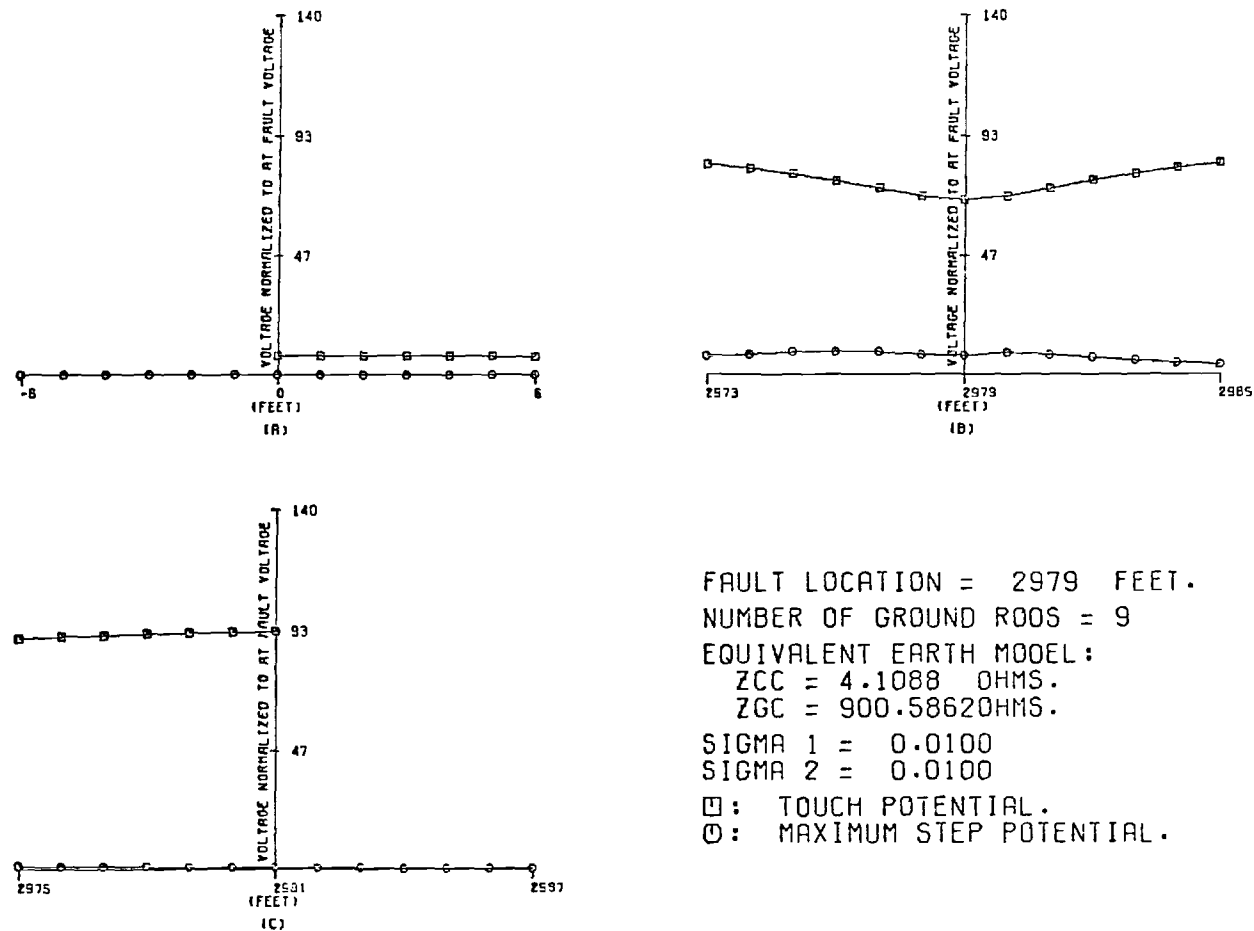 140
93
47
VOLTAGE NORMALIZED TO AT FAULT VOLTAGE
-6 0 6
(FEET)
(A)
140
93
47
VOLTAGE NORMALIZED TO AT FAULT VOLTAGE
2973 2979 2985
(FEET)
(B)
140
93
47
VOLTAGE NORMALIZED TO AT FAULT VOLTAGE
2975 2981 2987
(FEET)
(C)
FAULT LOCATION = 2979 FEET.
NUMBER OF GROUND RODS = 9
EQUIVALENT EARTH MODEL:
ZCC = 4.1088 OHMS.
ZGC = 900.5862OHMS.
SIGMA 1 = 0.0100
SIGMA 2 = 0.0100
: TOUCH POTENTIAL.
: MAXIMUM STEP POTENTIAL.